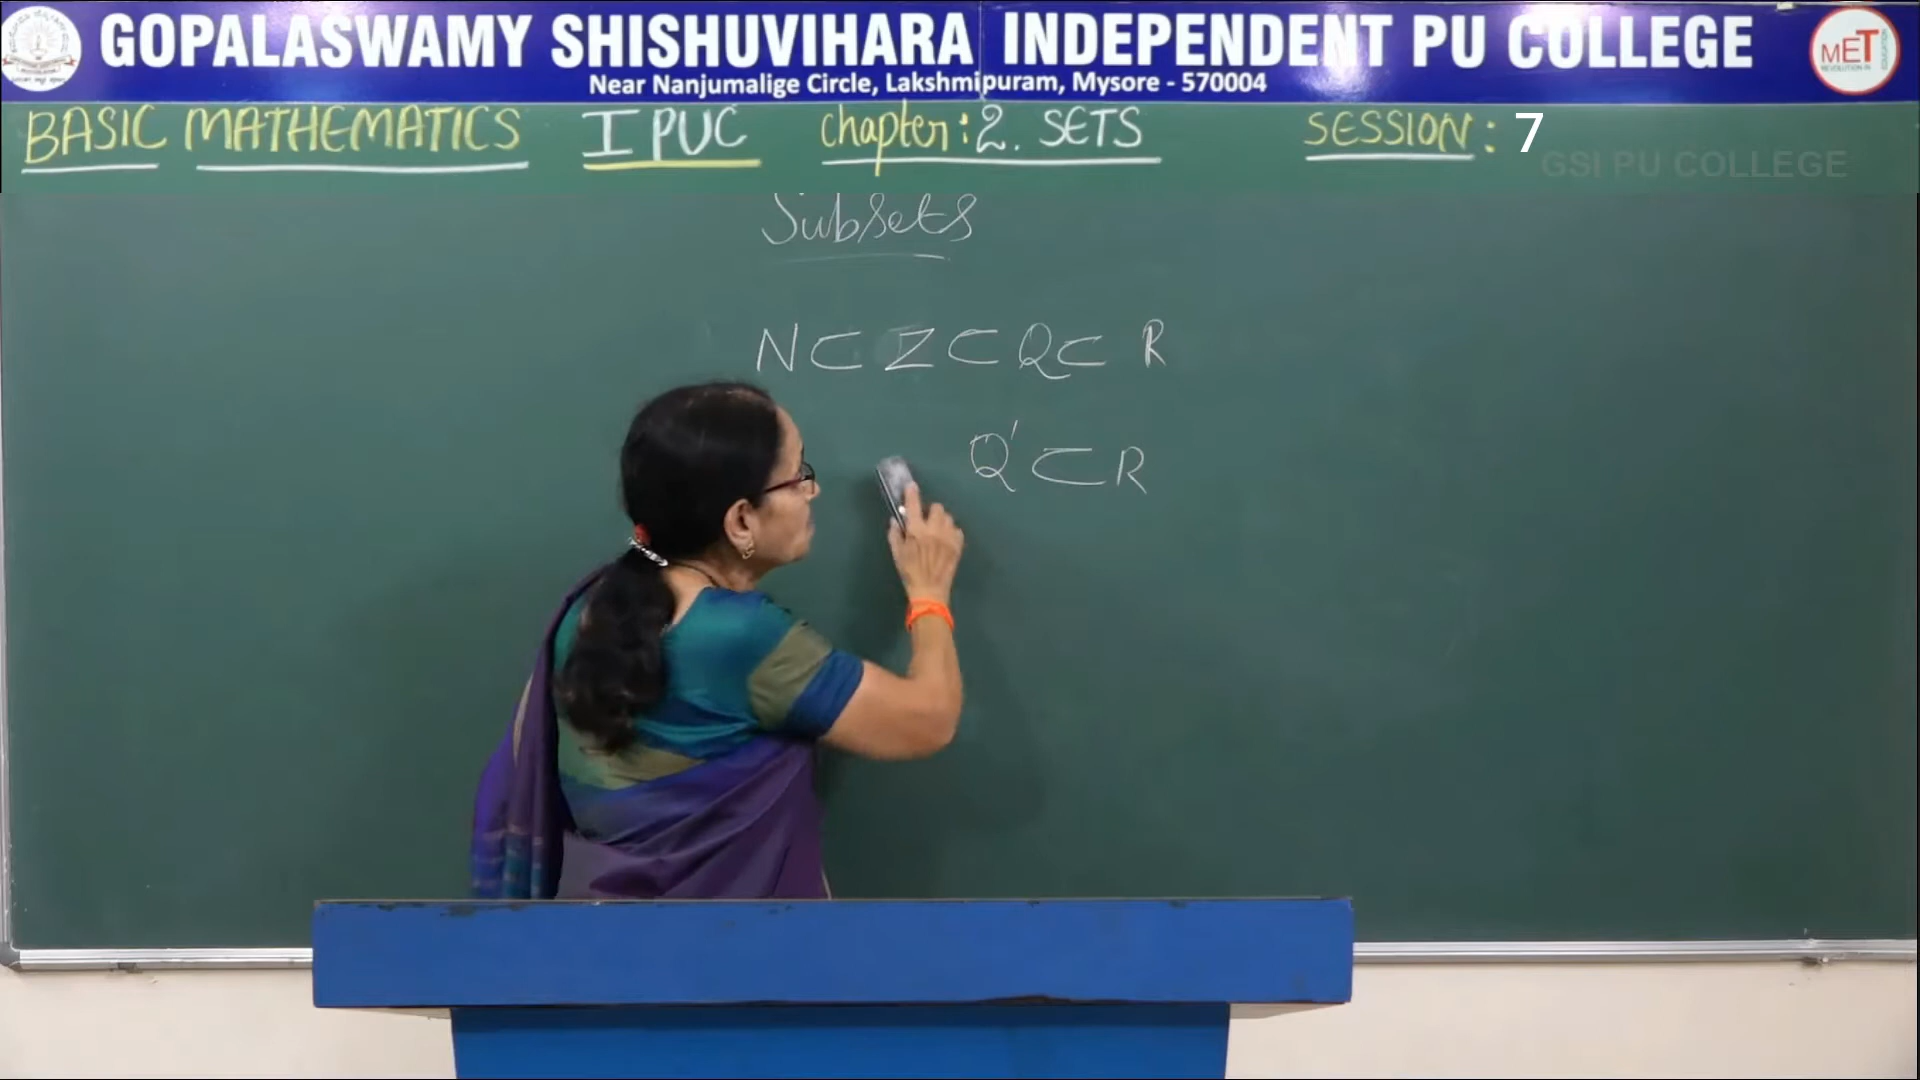 GOPALASWAMY SHISHUVIHARA INDEPENDENT PU COLLEGE
Near Nanjumalige Circle, Lakshmipuram, Mysore - 570004
MET
BASIC MATHEMATICS I PUC Chapter: 2. SETS SESSION: 7
GSI PU COLLEGE
Subsets
N ⊂ Z ⊂ Q ⊂ R
Q' ⊂ R